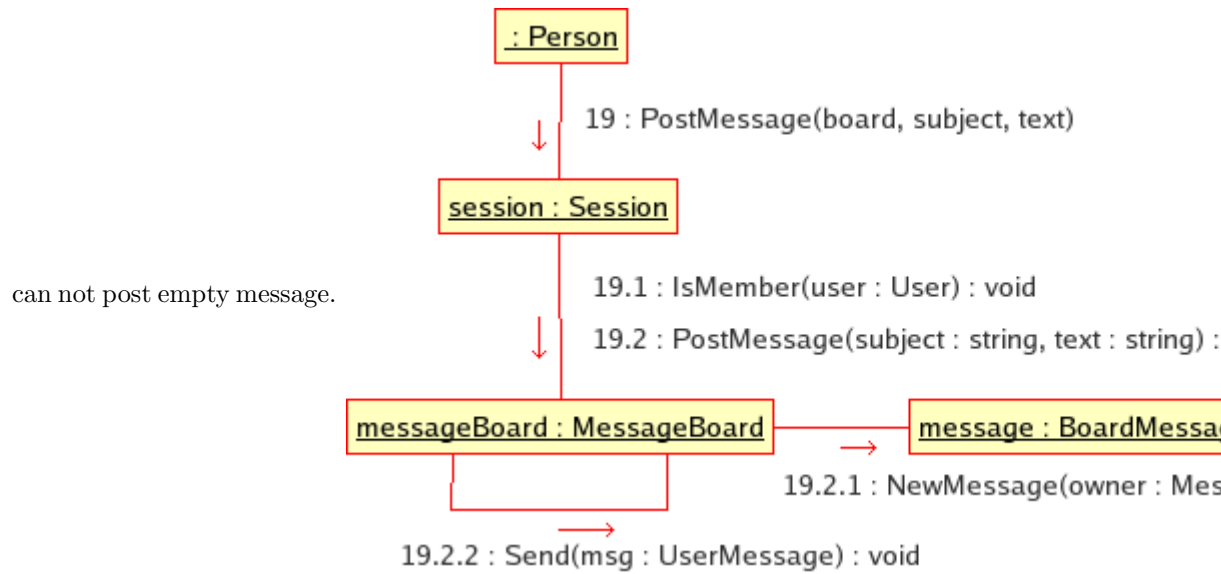 : Person
19 : PostMessage(board, subject, text)
session : Session
can not post empty message.
19.1 : IsMember(user : User) : void
19.2 : PostMessage(subject : string, text : string) :
messageBoard : MessageBoard
message : BoardMessa
19.2.1 : NewMessage(owner : Mes
19.2.2 : Send(msg : UserMessage) : void